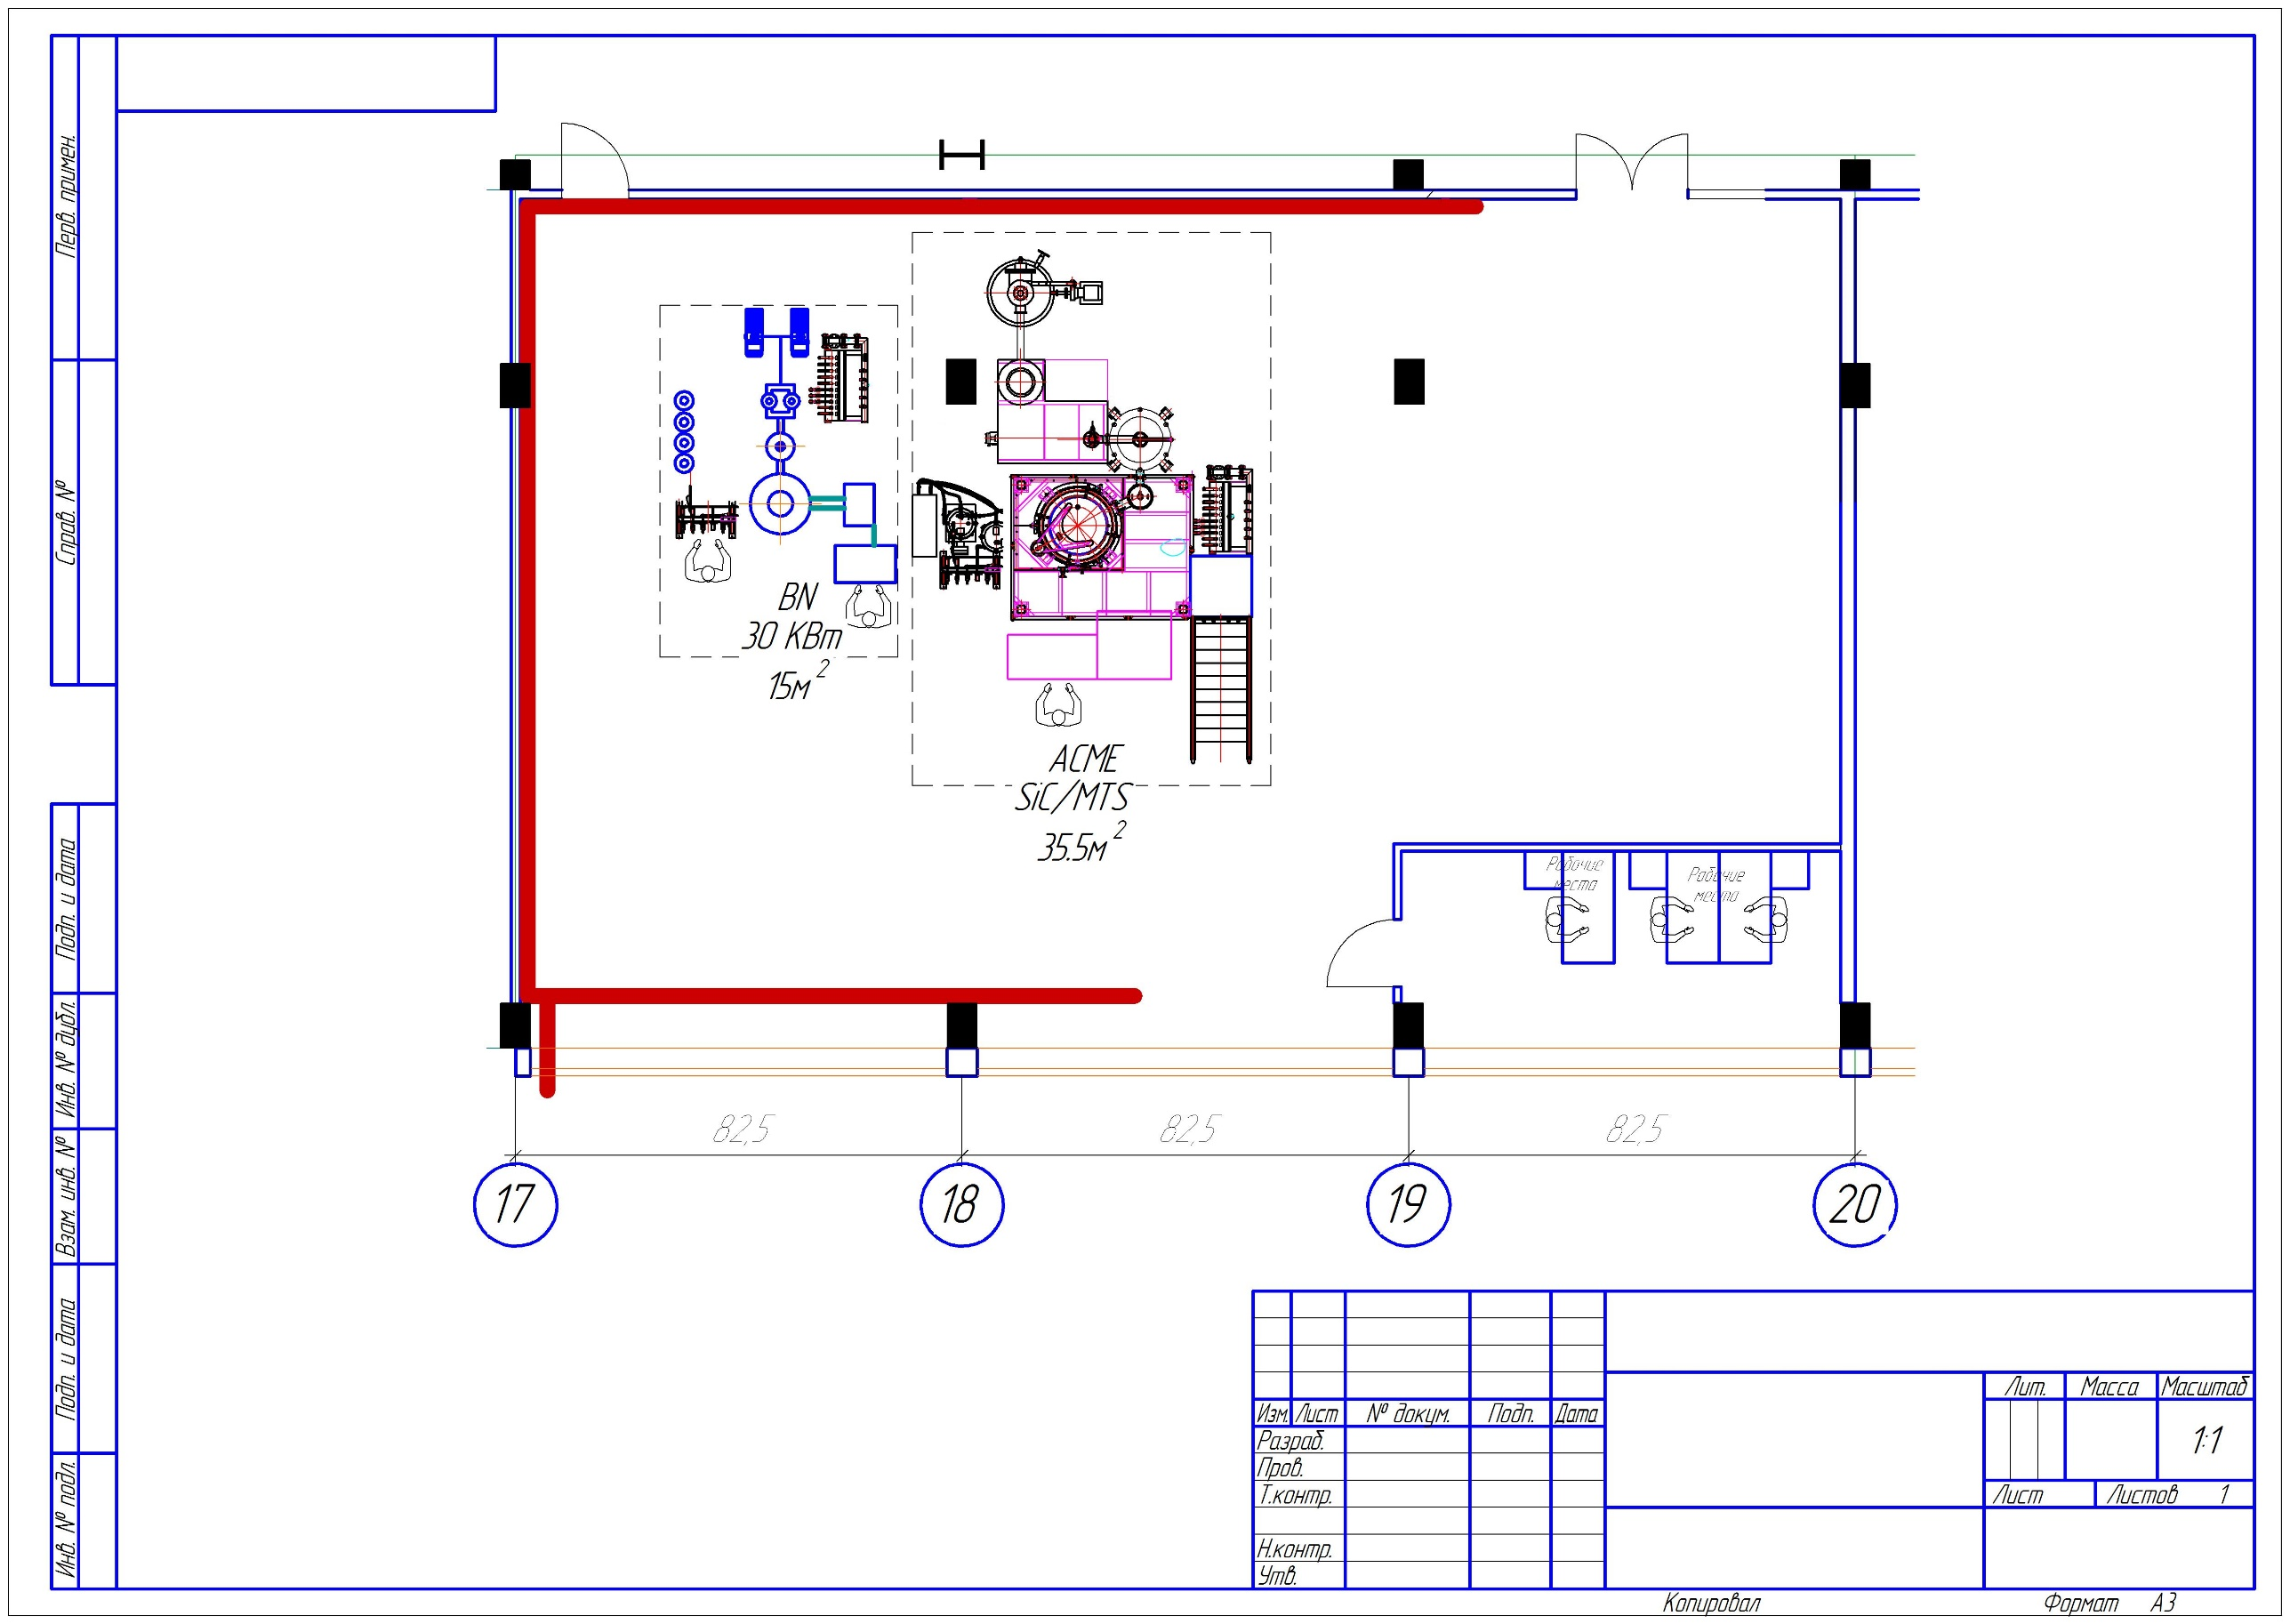 Перв. примен.
Справ. №
Подп. и дата
Инв. № дубл.
Взам. инв. №
Подп. и дата
Инв. № подл.
BN
30 КВт
15м²
ACME
SiC/MTS
35.5м²
Рабочие
места
Рабочие
место
82,5
82,5
82,5
17
18
19
20
Изм.
Лист
№ докум.
Подп.
Дата
Разраб.
Пров.
Т.контр.
Н.контр.
Утв.
Лит.
Масса
Масштаб
1:1
Лист
Листов 1
Копировал
Формат А3